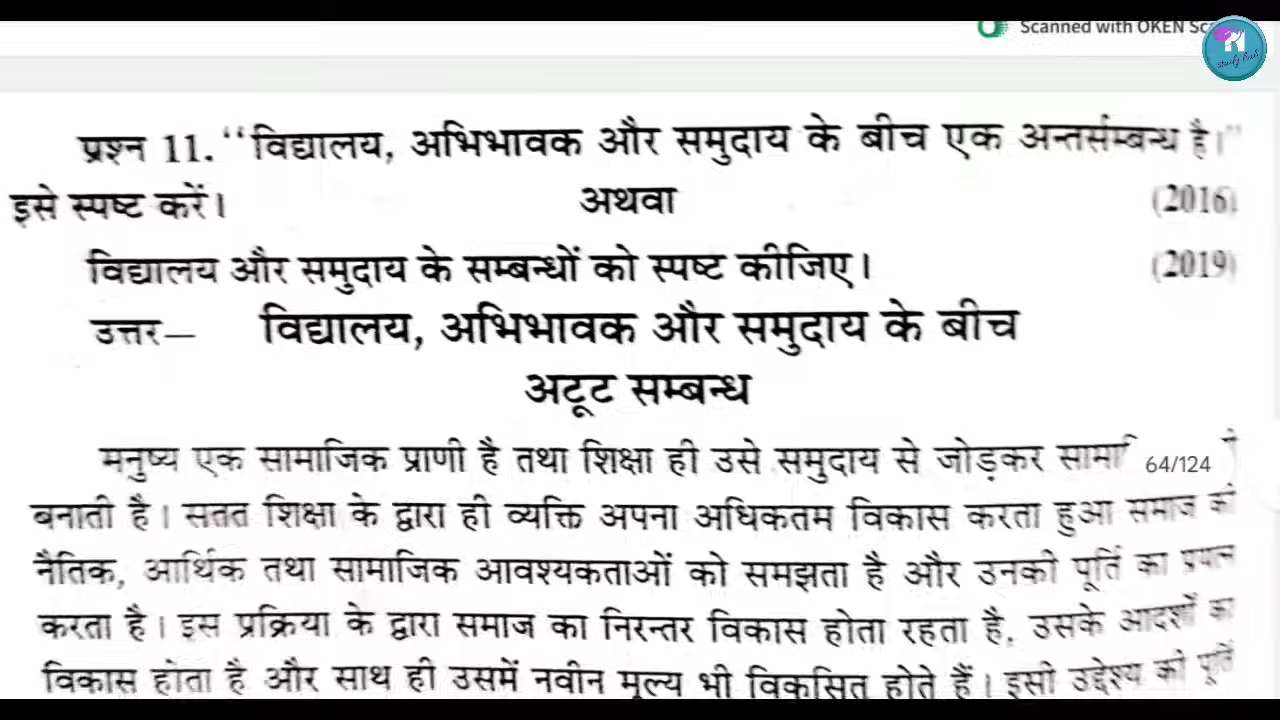 Scanned with OKEN
प्रश्न 11. “विद्यालय, अभिभावक और समुदाय के बीच एक अन्तर्सम्बन्ध है।”
इसे स्पष्ट करें। अथवा (2016)
विद्यालय और समुदाय के सम्बन्धों को स्पष्ट कीजिए। (2019)
उत्तर— विद्यालय, अभिभावक और समुदाय के बीच
अटूट सम्बन्ध
मनुष्य एक सामाजिक प्राणी है तथा शिक्षा ही उसे समुदाय से जोड़कर 64/124
बनाती है। सतत शिक्षा के द्वारा ही व्यक्ति अपना अधिकतम विकास करता हुआ समाज की
नैतिक, आर्थिक तथा सामाजिक आवश्यकताओं को समझता है और उनकी पूर्ति का प्रयत्न
करता है। इस प्रक्रिया के द्वारा समाज का निरन्तर विकास होता रहता है, उसके आदर्शों का
विकास होता है और साथ ही उसमें नवीन मूल्य भी विकसित होते हैं। इसी उद्देश्य की पूर्ति